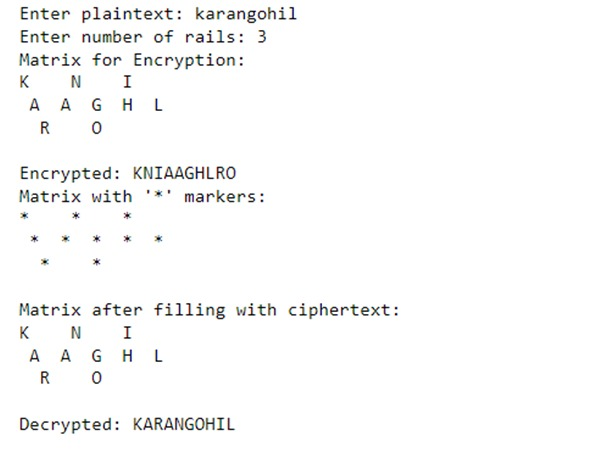 Enter plaintext: karangohil
Enter number of rails: 3
Matrix for Encryption:
K    N    I
 A  A  G  H  L
  R    O
Encrypted: KNIAAGHLRO
Matrix with '*' markers:
*    *    *
 *  *  *  *  *
  *    *
Matrix after filling with ciphertext:
K    N    I
 A  A  G  H  L
  R    O
Decrypted: KARANGOHIL